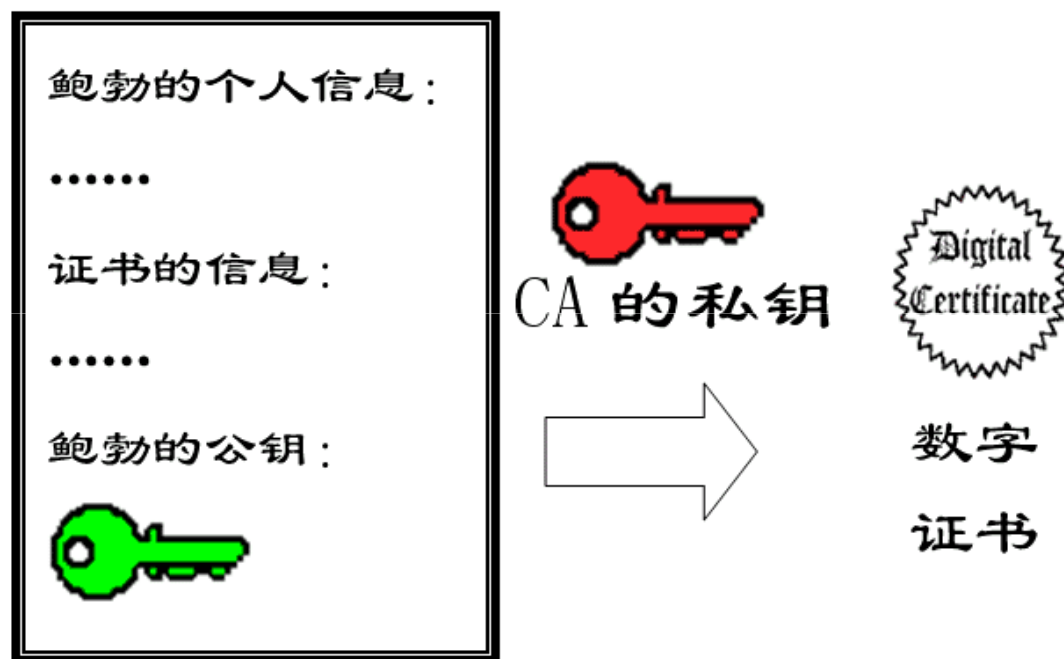 鲍勃的个人信息：
......
证书的信息：
......
鲍勃的公钥：
CA 的私钥
Digital
Certificate
数字
证书